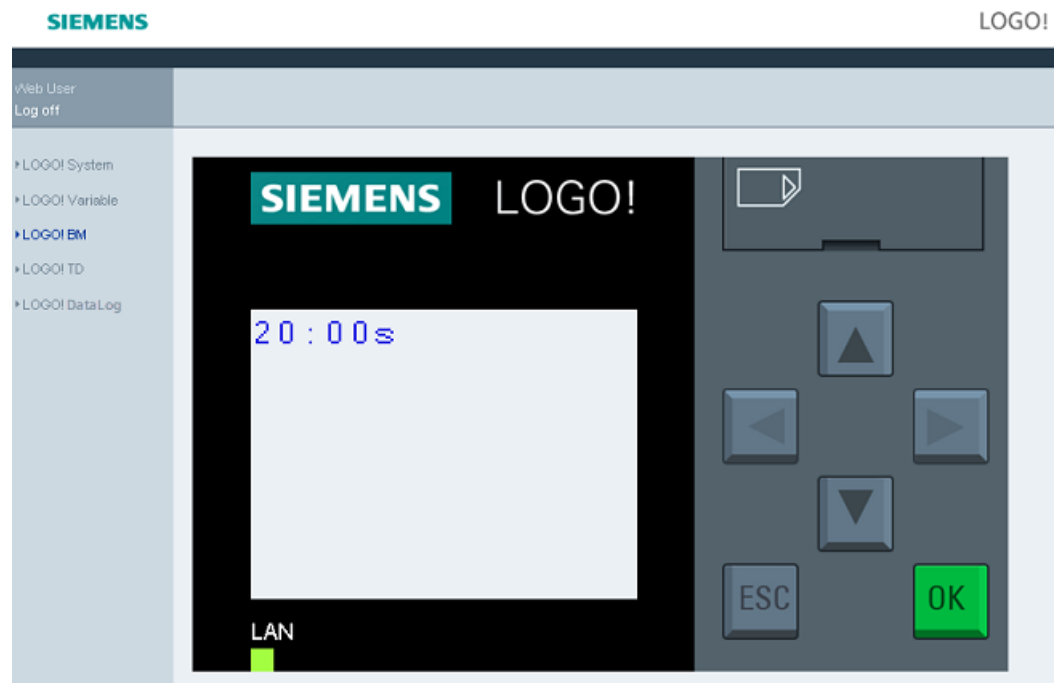 SIEMENS
LOGO!
Web User
Log off
LOGO! System
LOGO! Variable
LOGO! BM
LOGO! TD
LOGO! DataLog
SIEMENS LOGO!
20:00s
ESC
OK
LAN